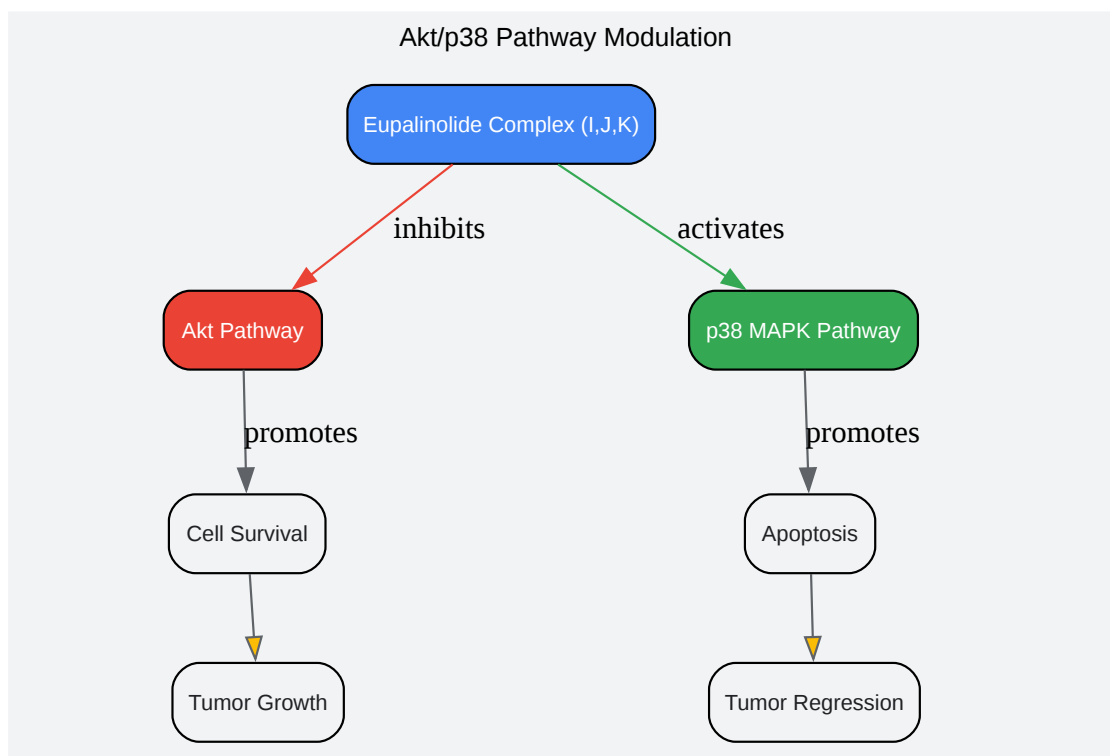 Akt/p38 Pathway Modulation
Eupalinolide Complex (I,J,K)
inhibits
activates
Akt Pathway
p38 MAPK Pathway
promotes
promotes
Cell Survival
Apoptosis
Tumor Growth
Tumor Regression